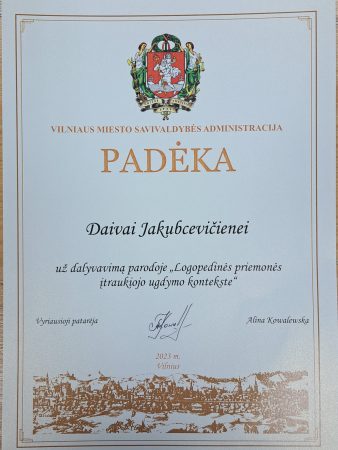 VILNIAUS MIESTO SAVIVALDYBĖS ADMINISTRACIJA
PADĖKA
Daivai Jakubcevičienei
už dalyvavimą parodoje „Logopedinės priemonės
įtraukiojo ugdymo kontekste“
Vyriausioji patarėja Alina Kowalewska
2023 m.
Vilnius